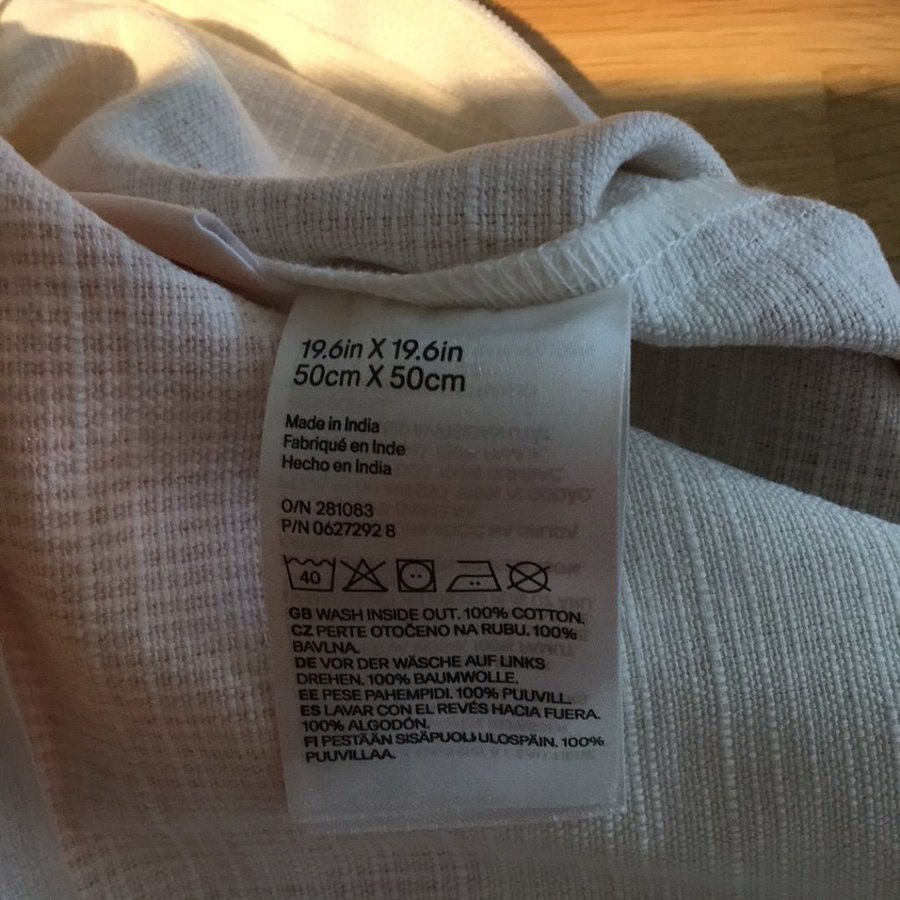 19.6in X 19.6in
50cm X 50cm
Made in India
Fabriqué en Inde
Hecho en India
O/N 281083
P/N 0627292 8
40
GB WASH INSIDE OUT. 100% COTTON.
CZ PERTE OTOČENO NA RUBU. 100%
BAVLNA.
DE VOR DER WÄSCHE AUF LINKS
DREHEN. 100% BAUMWOLLE.
EE PESE PAHEMPIDI. 100% PUUVILL.
ES LAVAR CON EL REVÉS HACIA FUERA.
100% ALGODÓN.
FI PESTÄÄN SISÄPUOLI ULOSPÄIN. 100%
PUUVILLAA.